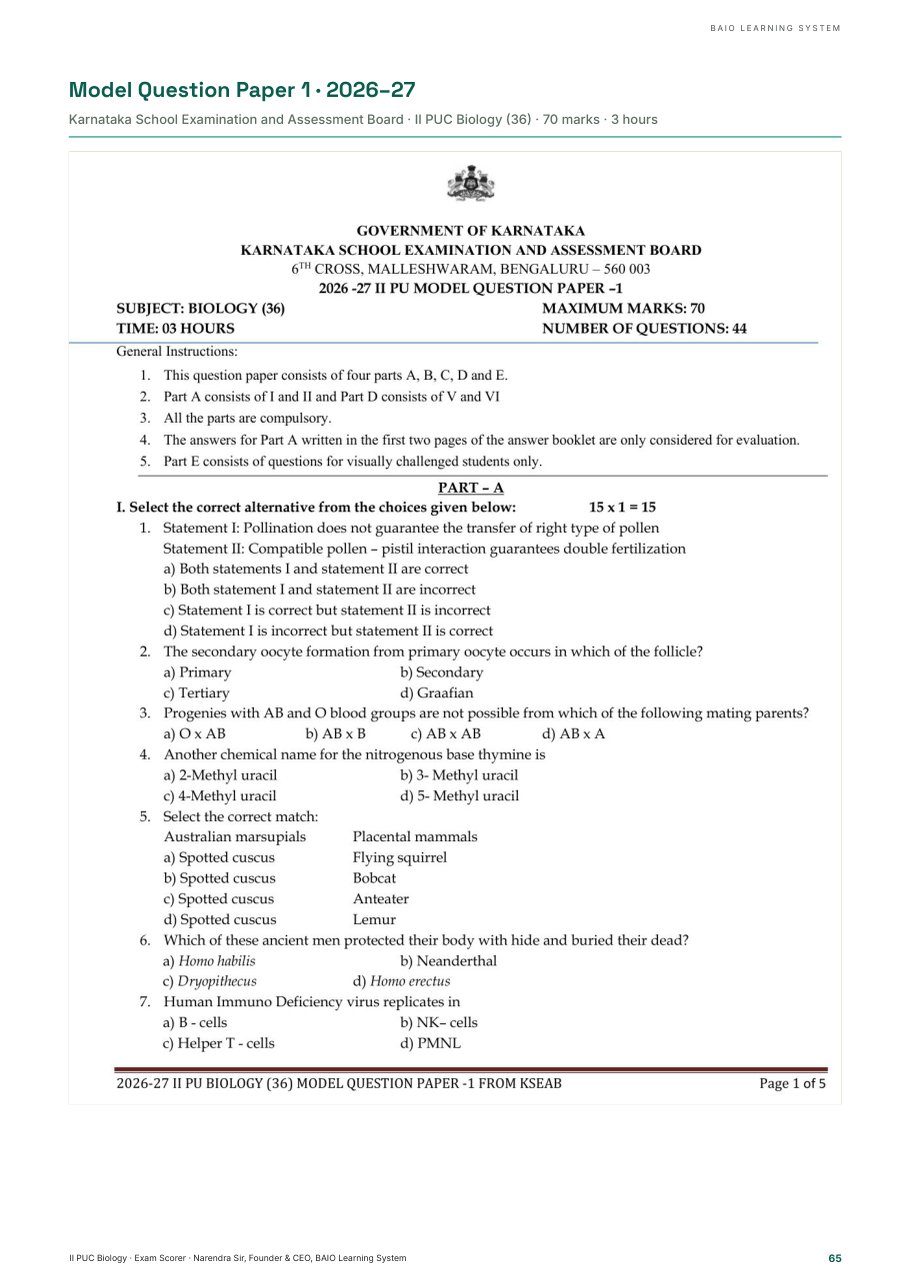 BAIO LEARNING SYSTEM
Model Question Paper 1 · 2026–27
Karnataka School Examination and Assessment Board · II PUC Biology (36) · 70 marks · 3 hours
GOVERNMENT OF KARNATAKA
KARNATAKA SCHOOL EXAMINATION AND ASSESSMENT BOARD
6TH CROSS, MALLESHWARAM, BENGALURU – 560 003
2026 -27 II PU MODEL QUESTION PAPER –1
SUBJECT: BIOLOGY (36) MAXIMUM MARKS: 70
TIME: 03 HOURS NUMBER OF QUESTIONS: 44
General Instructions:
1. This question paper consists of four parts A, B, C, D and E.
2. Part A consists of I and II and Part D consists of V and VI
3. All the parts are compulsory.
4. The answers for Part A written in the first two pages of the answer booklet are only considered for evaluation.
5. Part E consists of questions for visually challenged students only.
PART – A
I. Select the correct alternative from the choices given below: 15 x 1 = 15
1. Statement I: Pollination does not guarantee the transfer of right type of pollen
Statement II: Compatible pollen – pistil interaction guarantees double fertilization
a) Both statements I and statement II are correct
b) Both statement I and statement II are incorrect
c) Statement I is correct but statement II is incorrect
d) Statement I is incorrect but statement II is correct
2. The secondary oocyte formation from primary oocyte occurs in which of the follicle?
a) Primary b) Secondary
c) Tertiary d) Graafian
3. Progenies with AB and O blood groups are not possible from which of the following mating parents?
a) O x AB b) AB x B c) AB x AB d) AB x A
4. Another chemical name for the nitrogenous base thymine is
a) 2-Methyl uracil b) 3- Methyl uracil
c) 4-Methyl uracil d) 5- Methyl uracil
5. Select the correct match:
Australian marsupials Placental mammals
a) Spotted cuscus Flying squirrel
b) Spotted cuscus Bobcat
c) Spotted cuscus Anteater
d) Spotted cuscus Lemur
6. Which of these ancient men protected their body with hide and buried their dead?
a) Homo habilis b) Neanderthal
c) Dryopithecus d) Homo erectus
7. Human Immuno Deficiency virus replicates in
a) B - cells b) NK– cells
c) Helper T - cells d) PMNL
2026-27 II PU BIOLOGY (36) MODEL QUESTION PAPER -1 FROM KSEAB Page 1 of 5
II PUC Biology · Exam Scorer · Narendra Sir, Founder & CEO, BAIO Learning System 65